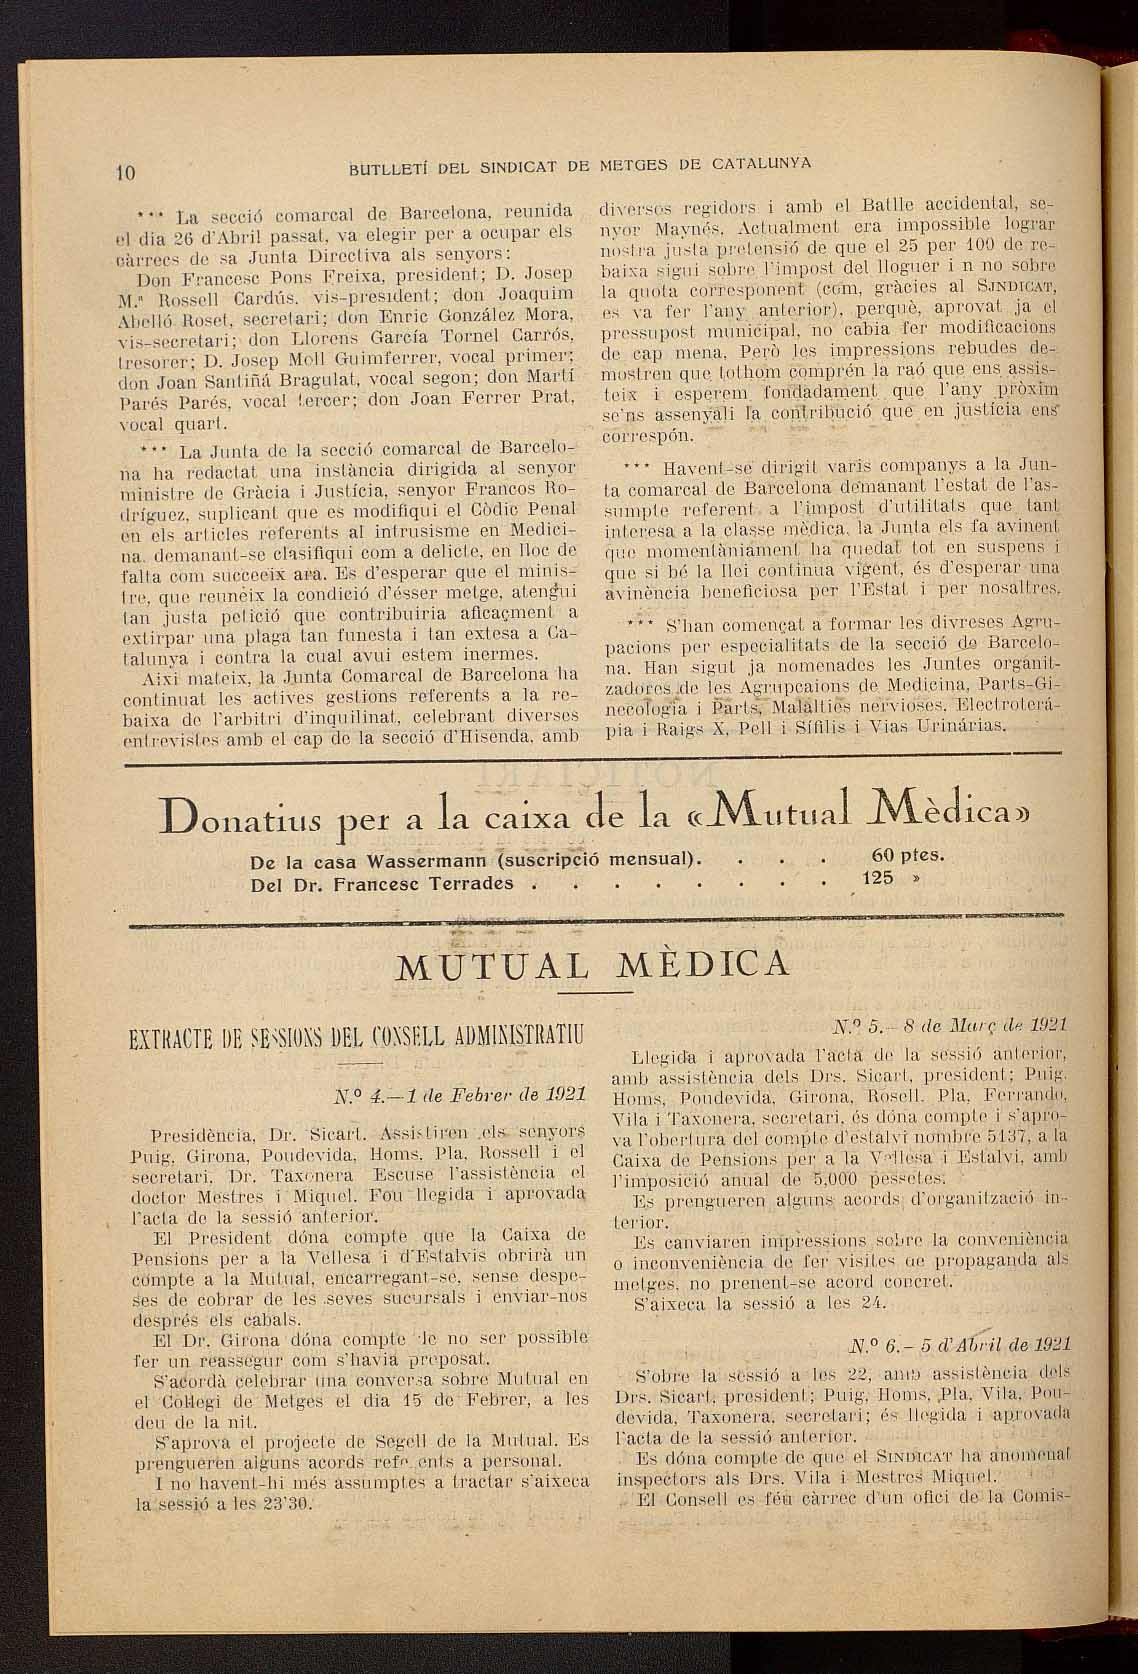 10
BUTLLETÍ DEL SINDICAT DE METGES DE CATALUNYA
*** La secció comarcal de Barcelona, reunida
el dia 26 d'Abril passat, va elegir per a ocupar els
càrrecs de sa Junta Directiva als senyors:
Don Francesc Pons Freixa, president; D. Josep
M.ª Rossell Cardús, vis-president; don Joaquim
Abelló Roset, secretari; don Enric González Mora,
vis-secretari; don Llorens García Tornel Carrós,
tresorer; D. Josep Moll Guimferrer, vocal primer;
don Joan Santiñá Bragulat, vocal segon; don Martí
Parés Parés, vocal tercer; don Joan Ferrer Prat,
vocal quart.
*** La Junta de la secció comarcal de Barcelo-
na ha redactat una instància dirigida al senyor
ministre de Gràcia i Justícia, senyor Francos Ro-
dríguez, suplicant que es modifiqui el Còdic Penal
en els articles referents al intrusisme en Medici-
na, demanant-se clasifiqui com a delicte, en lloc de
falta com succeeix ara. Es d'esperar que el minis-
tre, que reuneix la condició d'ésser metge, atengui
tan justa petició que contribuiria aficaçment a
extirpar una plaga tan funesta i tan extesa a Ca-
talunya i contra la cual avui estem inermes.
Aixi mateix, la Junta Comarcal de Barcelona ha
continuat les actives gestions referents a la re-
baixa de l'arbitri d'inquilinat, celebrant diverses
entrevistes amb el cap de la secció d'Hisenda, amb
diversos regidors i amb el Batlle accidental, se-
nyor Maynés. Actualment era impossible lograr
nostra justa pretensió de que el 25 per 100 de re-
baixa sigui sobre l'impost del lloguer i n no sobre
la quota corresponent (com, gràcies al SINDICAT,
es va fer l'any anterior), perquè, aprovat ja el
pressupost municipal, no cabia fer modificacions
de cap mena. Però les impressions rebudes de-
mostren que tothom comprén la raó que ens assis-
teix i esperem fondadament que l'any pròxim
se'ns assenyali la contribució que en justícia ens
correspón.
*** Havent-se dirigit varis companys a la Jun-
ta comarcal de Barcelona demanant l'estat de l'as-
sumpte referent a l'impost d'utilitats que tant
interesa a la classe mèdica, la Junta els fa avinent
que momentàniament ha quedat tot en suspens i
que si bé la llei continua vigent, és d'esperar una
avinència beneficiosa per l'Estat i per nosaltres.
*** S'han començat a formar les divreses Agru-
pacions per especialitats de la secció de Barcelo-
na. Han sigut ja nomenades les Juntes organit-
zadores de les Agrupcaions de Medicina, Parts-Gi-
necologia i Parts, Malalties nervioses, Electroterá-
pia i Raigs X, Pell i Sífilis i Vias Urinárias.
Donatius per a la caixa de la «Mutual Mèdica»
De la casa Wassermann (suscripció mensual). . . . 60 ptes.
Del Dr. Francesc Terrades . . . . . . . . 125 »
MUTUAL MÈDICA
EXTRACTE DE SESSIONS DEL CONSELL ADMINISTRATIU
N.º 4.—1 de Febrer de 1921
Presidència, Dr. Sicart. Assistiren els senyors
Puig, Girona, Poudevida, Homs, Pla, Rossell i el
secretari, Dr. Taxonera Escuse l'assistència el
doctor Mestres i Miquel. Fou llegida i aprovada
l'acta de la sessió anterior.
El President dóna compte que la Caixa de
Pensions per a la Vellesa i d'Estalvis obrirà un
compte a la Mutual, encarregant-se, sense despe-
ses de cobrar de les seves sucursals i enviar-nos
després els cabals.
El Dr. Girona dóna compte de no ser possible
fer un reassegur com s'havia proposat.
S'acordà celebrar una conversa sobre Mutual en
el Col·legi de Metges el dia 15 de Febrer, a les
deu de la nit.
S'aprova el projecte de Segell de la Mutual. Es
prengueren alguns acords referents a personal.
I no havent-hi més assumptes a tractar s'aixeca
la sessió a les 23'30.
N.º 5.—8 de Març de 1921
Llegida i aprovada l'acta de la sessió anterior,
amb assistència dels Drs. Sicart, president; Puig,
Homs, Poudevida, Girona, Rosell, Pla, Ferrando,
Vila i Taxonera, secretari, és dóna compte i s'apro-
va l'obertura del compte d'estalvi nombre 5137, a la
Caixa de Pensions per a la Vellesa i Estalvi, amb
l'imposició anual de 5,000 pessetes.
Es prengueren alguns acords d'organització in-
terior.
Es canviaren impressions sobre la conveniència
o inconveniència de fer visites de propaganda als
metges, no prenent-se acord concret.
S'aixeca la sessió a les 24.
N.º 6.—5 d'Abril de 1921
S'obre la sessió a les 22, amb assistència dels
Drs. Sicart, president; Puig, Homs, Pla, Vila, Pou-
devida, Taxonera, secretari; és llegida i aprovada
l'acta de la sessió anterior.
Es dóna compte de que el SINDICAT ha anomenat
inspectors als Drs. Vila i Mestres Miquel.
El Consell es féu càrrec d'un ofici de la Comis-